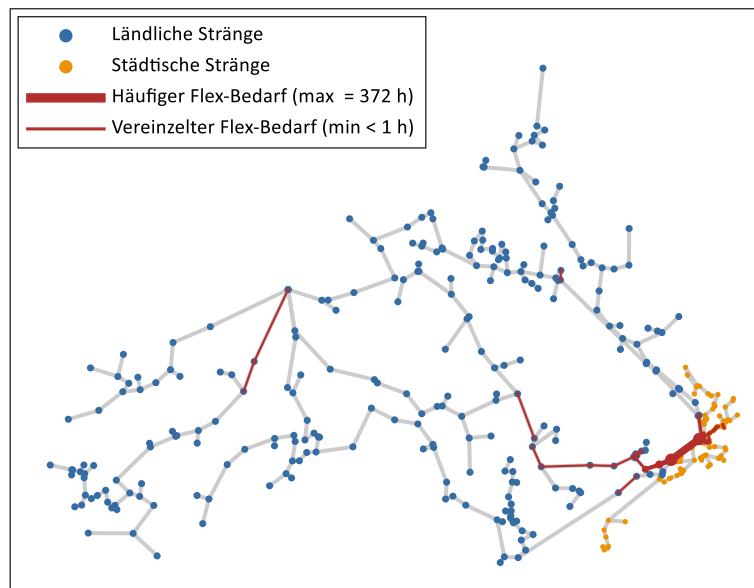 Ländliche Stränge
Städtische Stränge
Häufiger Flex-Bedarf (max = 372 h)
Vereinzelter Flex-Bedarf (min < 1 h)